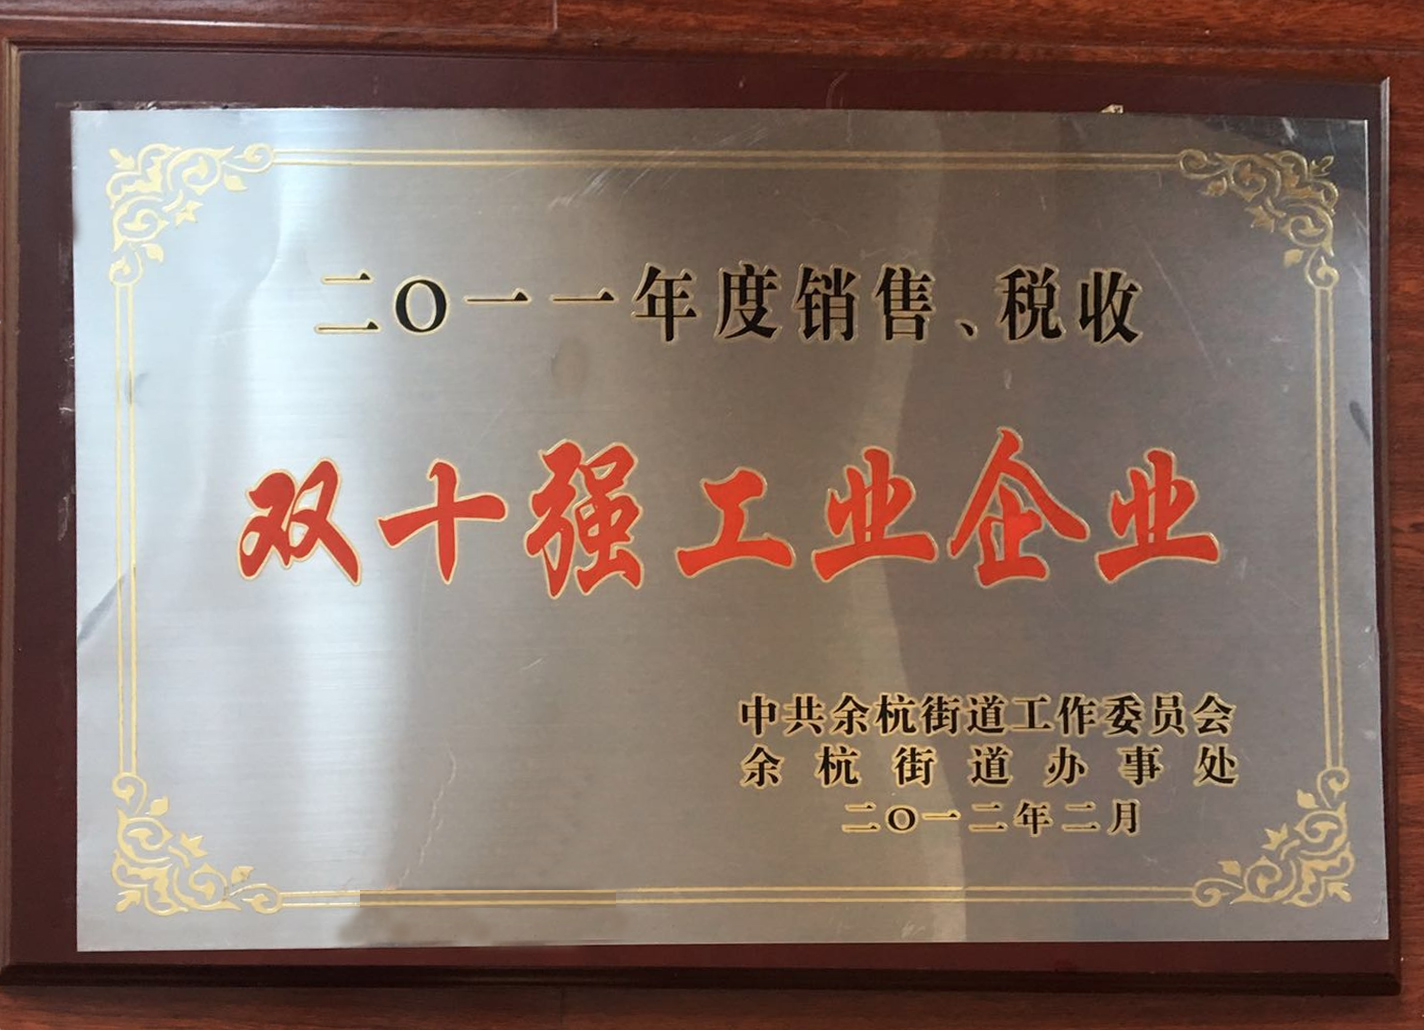 二O一一年度销售、税收
双十强工业企业
中共余杭街道工作委员会
余杭街道办事处
二O一二年二月